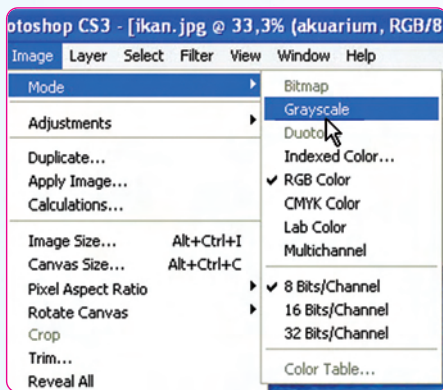 otoshop CS3 - [ikan.jpg @ 33,3% (akuarium, RGB/8
Image Layer Select Filter View Window Help
Mode
Adjustments
Duplicate...
Apply Image...
Calculations...
Image Size... Alt+Ctrl+I
Canvas Size... Alt+Ctrl+C
Pixel Aspect Ratio
Rotate Canvas
Crop
Trim...
Reveal All
Bitmap
Grayscale
Duoto
Indexed Color...
RGB Color
CMYK Color
Lab Color
Multichannel
8 Bits/Channel
16 Bits/Channel
32 Bits/Channel
Color Table...